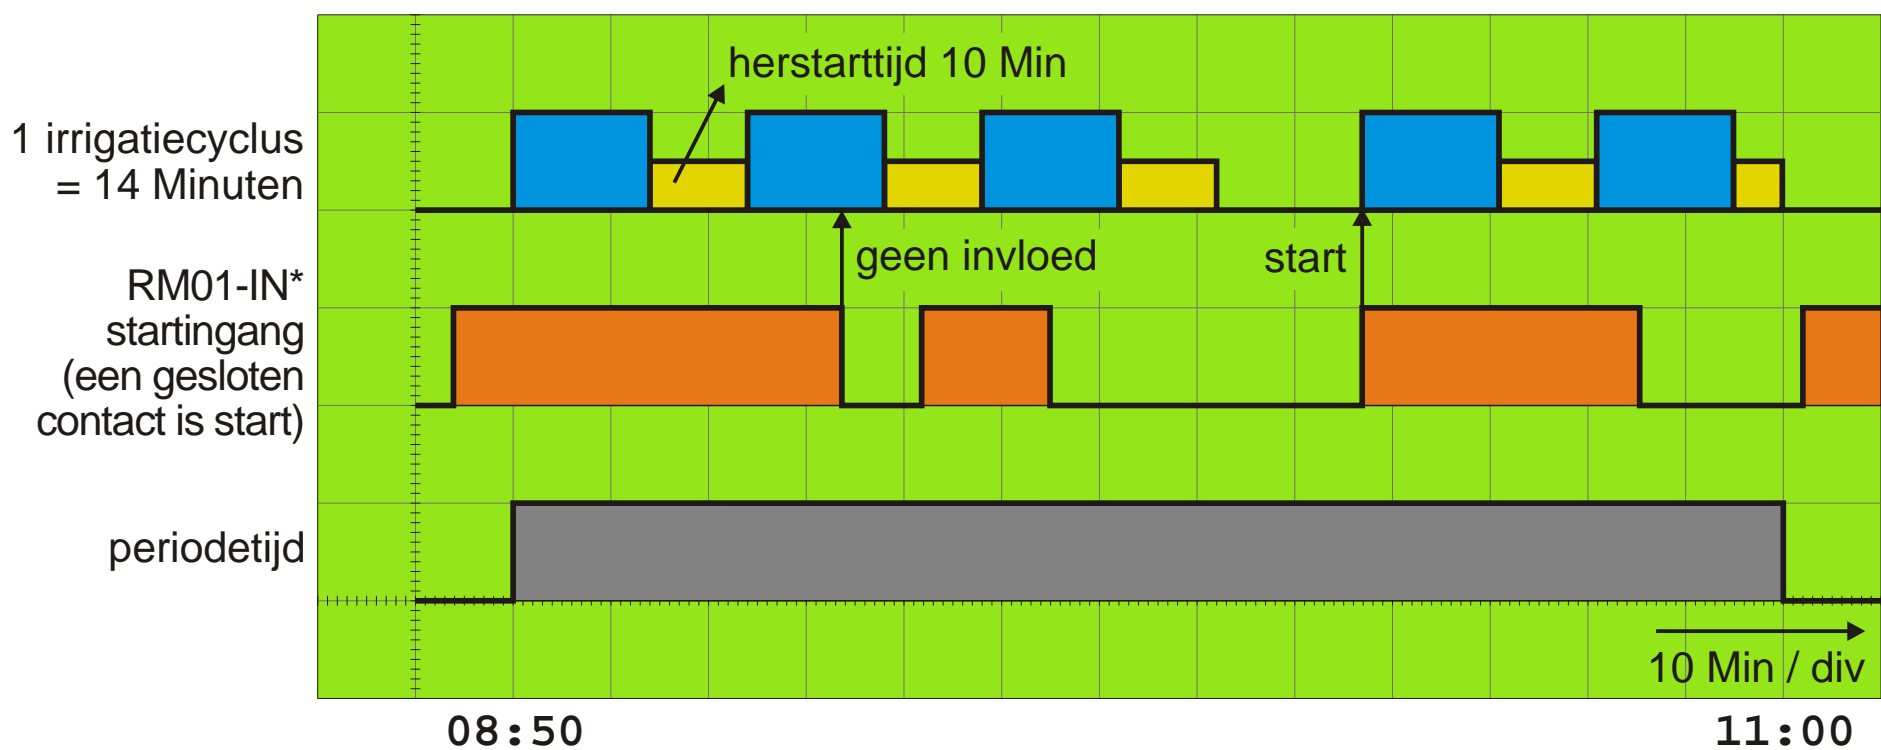 herstarttijd 10 Min
1 irrigatiecyclus
= 14 Minuten
geen invloed
start
RM01-IN*
startingang
(een gesloten
contact is start)
periodetijd
10 Min / div
08:50
11:00